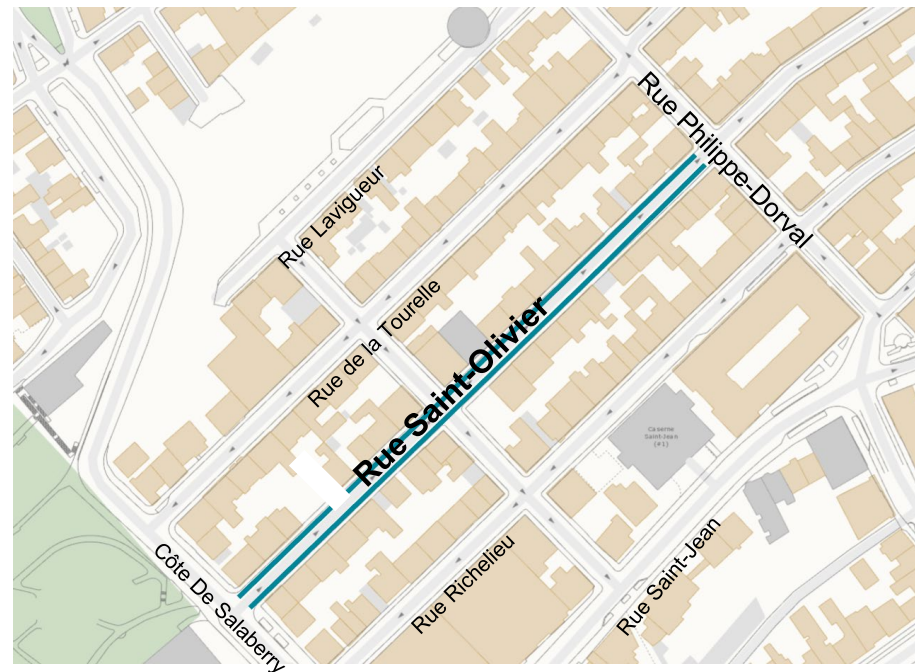 Rue Philippe-Dorval
Rue Lavigueur
Rue de la Tourelle
Rue Saint-Olivier
Caserne
Saint-Jean
(#1)
Côte De Salaberry
Rue Richelieu
Rue Saint-Jean